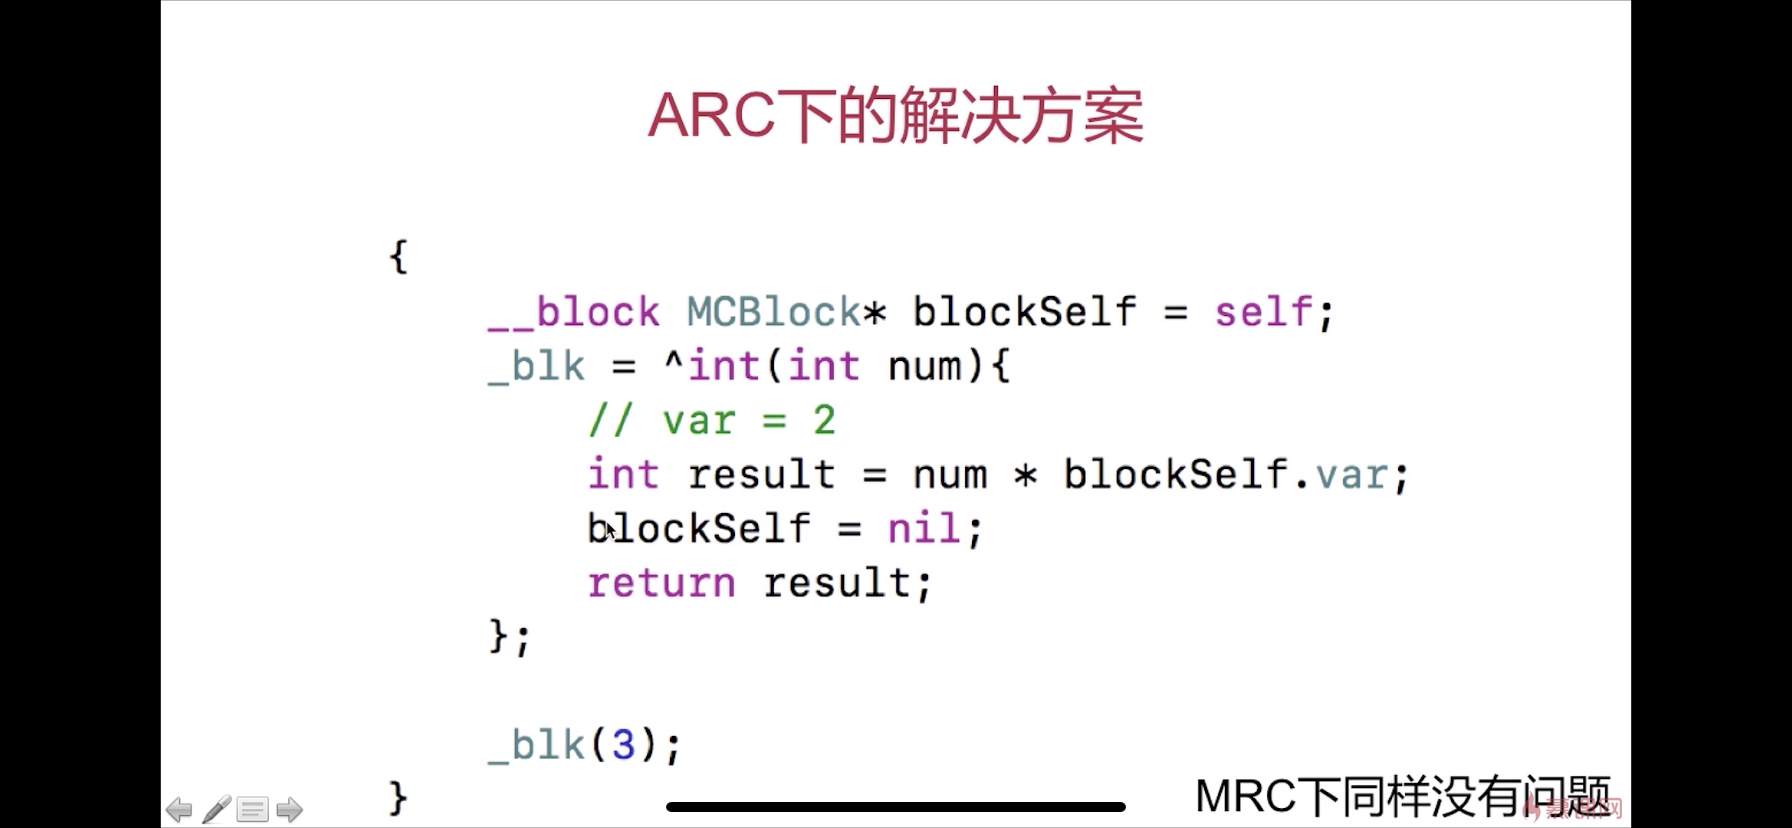 ARC下的解决方案
{
__block MCBlock* blockSelf = self;
_blk = ^int(int num){
// var = 2
int result = num * blockSelf.var;
blockSelf = nil;
return result;
};
_blk(3);
}
MRC下同样没有问题
慕课网